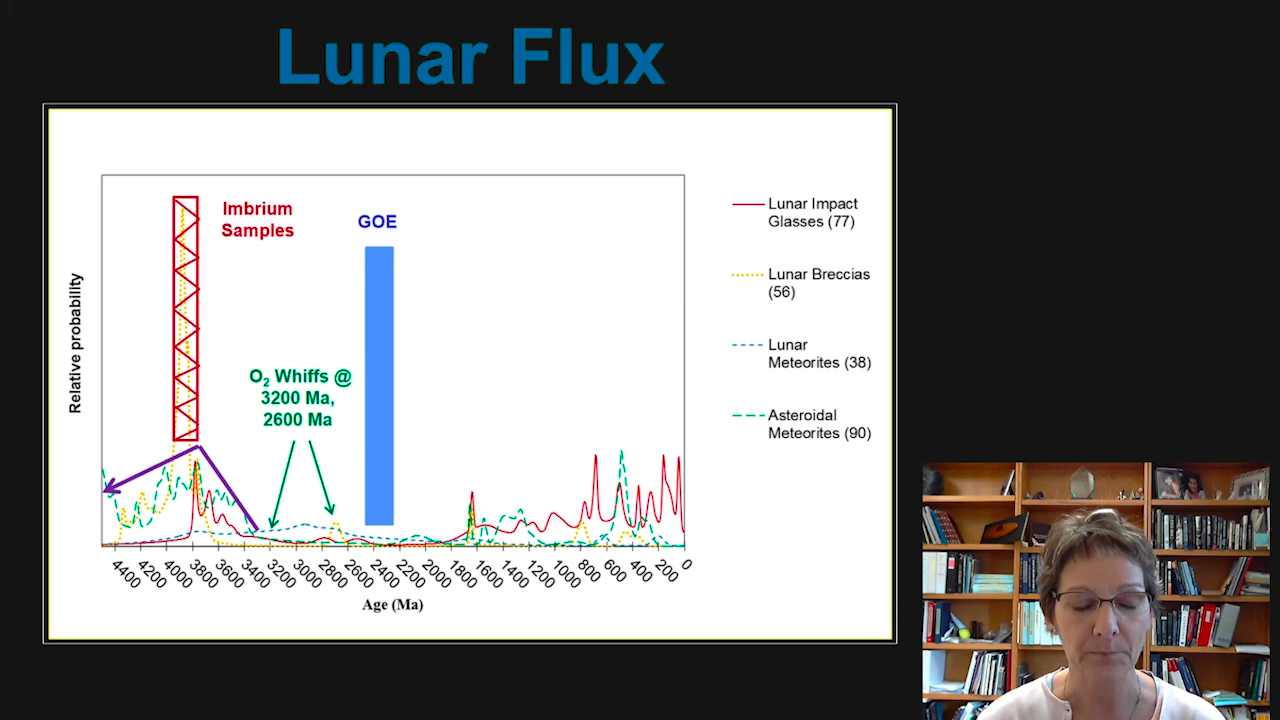 Lunar Flux
Imbrium
Samples
GOE
O₂ Whiffs @
3200 Ma,
2600 Ma
Relative probability
4400
4200
4000
3800
3600
3400
3200
3000
2800
2600
2400
2200
2000
1800
1600
1400
1200
1000
800
600
400
200
0
Age (Ma)
Lunar Impact
Glasses (77)
Lunar Breccias
(56)
Lunar
Meteorites (38)
Asteroidal
Meteorites (90)